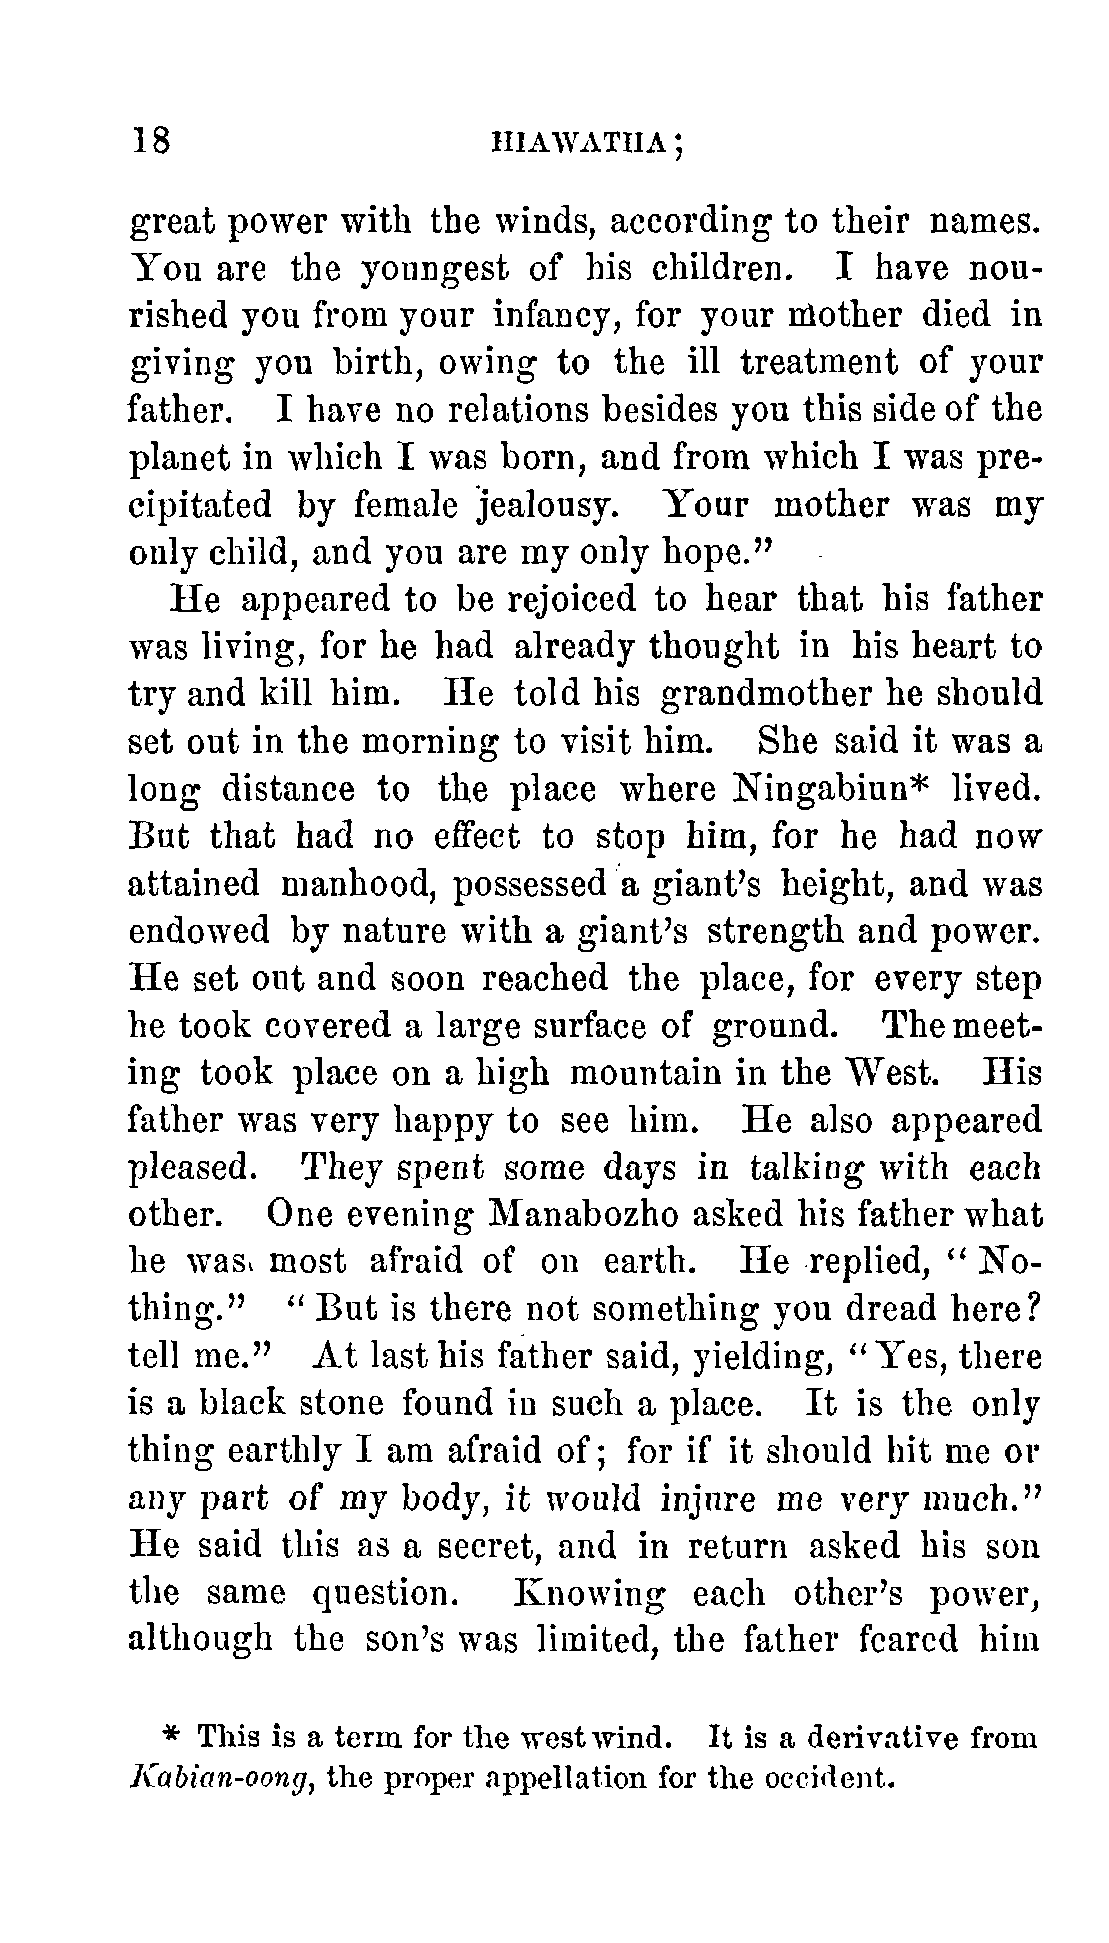 18 HIAWATHA;
great power with the winds, according to their names.
You are the youngest of his children. I have nou-
rished you from your infancy, for your mother died in
giving you birth, owing to the ill treatment of your
father. I have no relations besides you this side of the
planet in which I was born, and from which I was pre-
cipitated by female jealousy. Your mother was my
only child, and you are my only hope."
He appeared to be rejoiced to hear that his father
was living, for he had already thought in his heart to
try and kill him. He told his grandmother he should
set out in the morning to visit him. She said it was a
long distance to the place where Ningabiun* lived.
But that had no effect to stop him, for he had now
attained manhood, possessed a giant's height, and was
endowed by nature with a giant's strength and power.
He set out and soon reached the place, for every step
he took covered a large surface of ground. The meet-
ing took place on a high mountain in the West. His
father was very happy to see him. He also appeared
pleased. They spent some days in talking with each
other. One evening Manabozho asked his father what
he was most afraid of on earth. He replied, "No-
thing." "But is there not something you dread here?
tell me." At last his father said, yielding, "Yes, there
is a black stone found in such a place. It is the only
thing earthly I am afraid of; for if it should hit me or
any part of my body, it would injure me very much."
He said this as a secret, and in return asked his son
the same question. Knowing each other's power,
although the son's was limited, the father feared him
* This is a term for the west wind. It is a derivative from
Kabian-oong, the proper appellation for the occident.